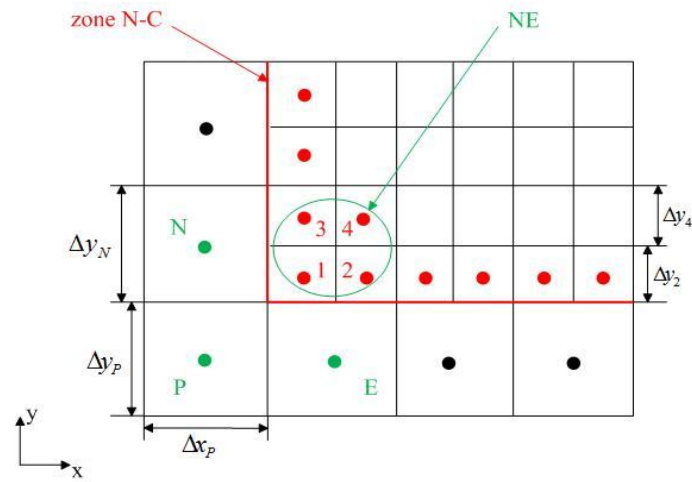 zone N-C
NE
N
3 4
1 2
P
E
Δy_N
Δy_P
Δx_P
Δy_4
Δy_2
y
x